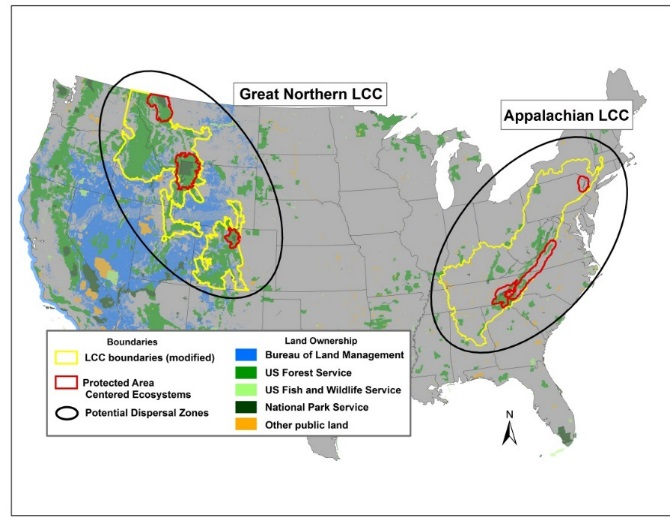 Great Northern LCC
Appalachian LCC
Boundaries
LCC boundaries (modified)
Protected Area
Centered Ecosystems
Potential Dispersal Zones
Land Ownership
Bureau of Land Management
US Forest Service
US Fish and Wildlife Service
National Park Service
Other public land
N